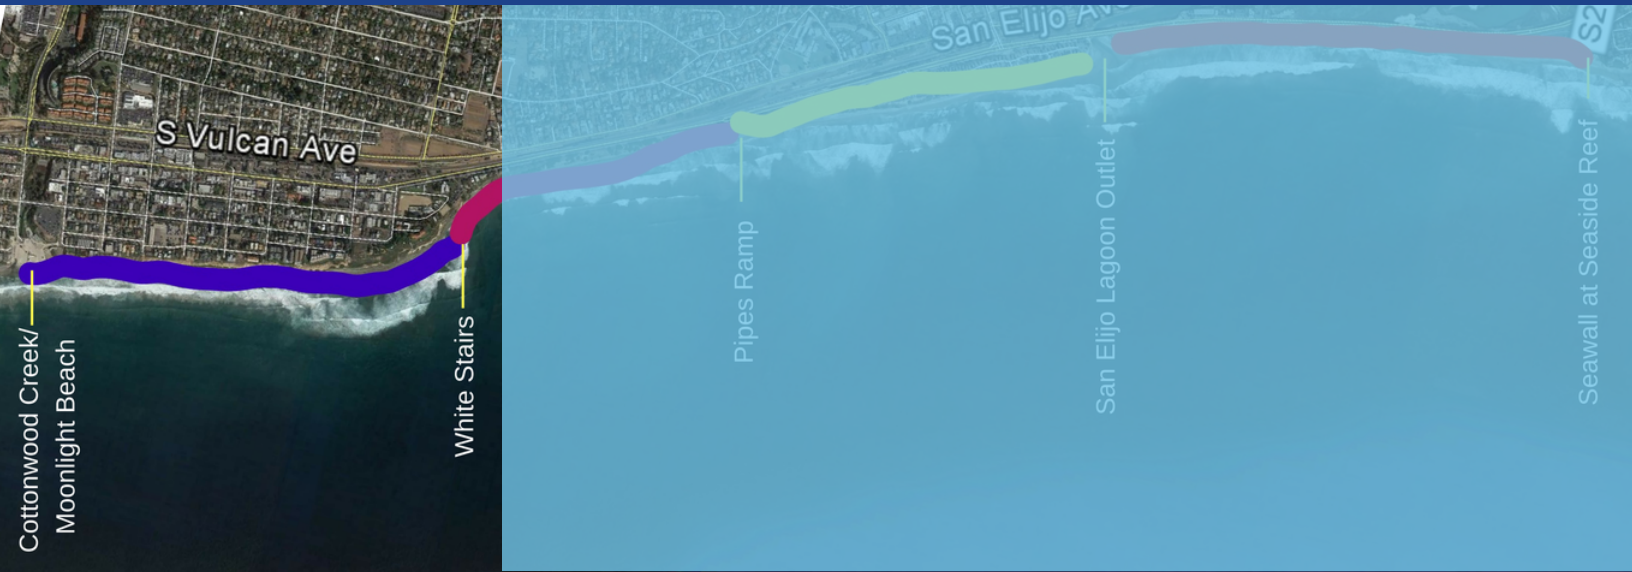 San Elijo Ave
S2
S Vulcan Ave
Cottonwood Creek/
Moonlight Beach
White Stairs
Pipes Ramp
San Elijo Lagoon Outlet
Seawall at Seaside Reef